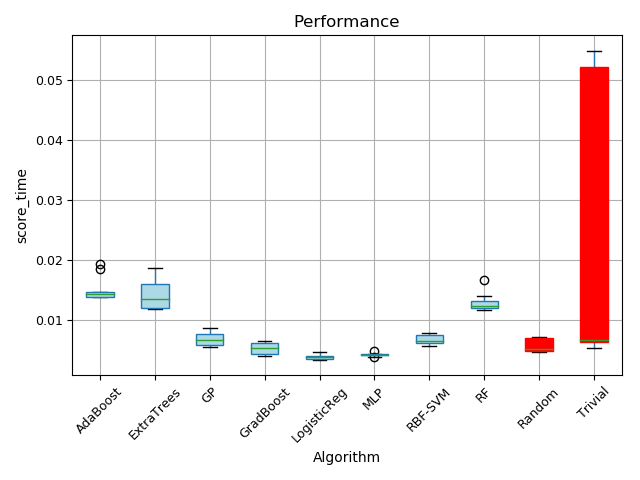 Performance
score_time
0.05
0.04
0.03
0.02
0.01
AdaBoost
ExtraTrees
GP
GradBoost
LogisticReg
MLP
RBF-SVM
RF
Random
Trivial
Algorithm